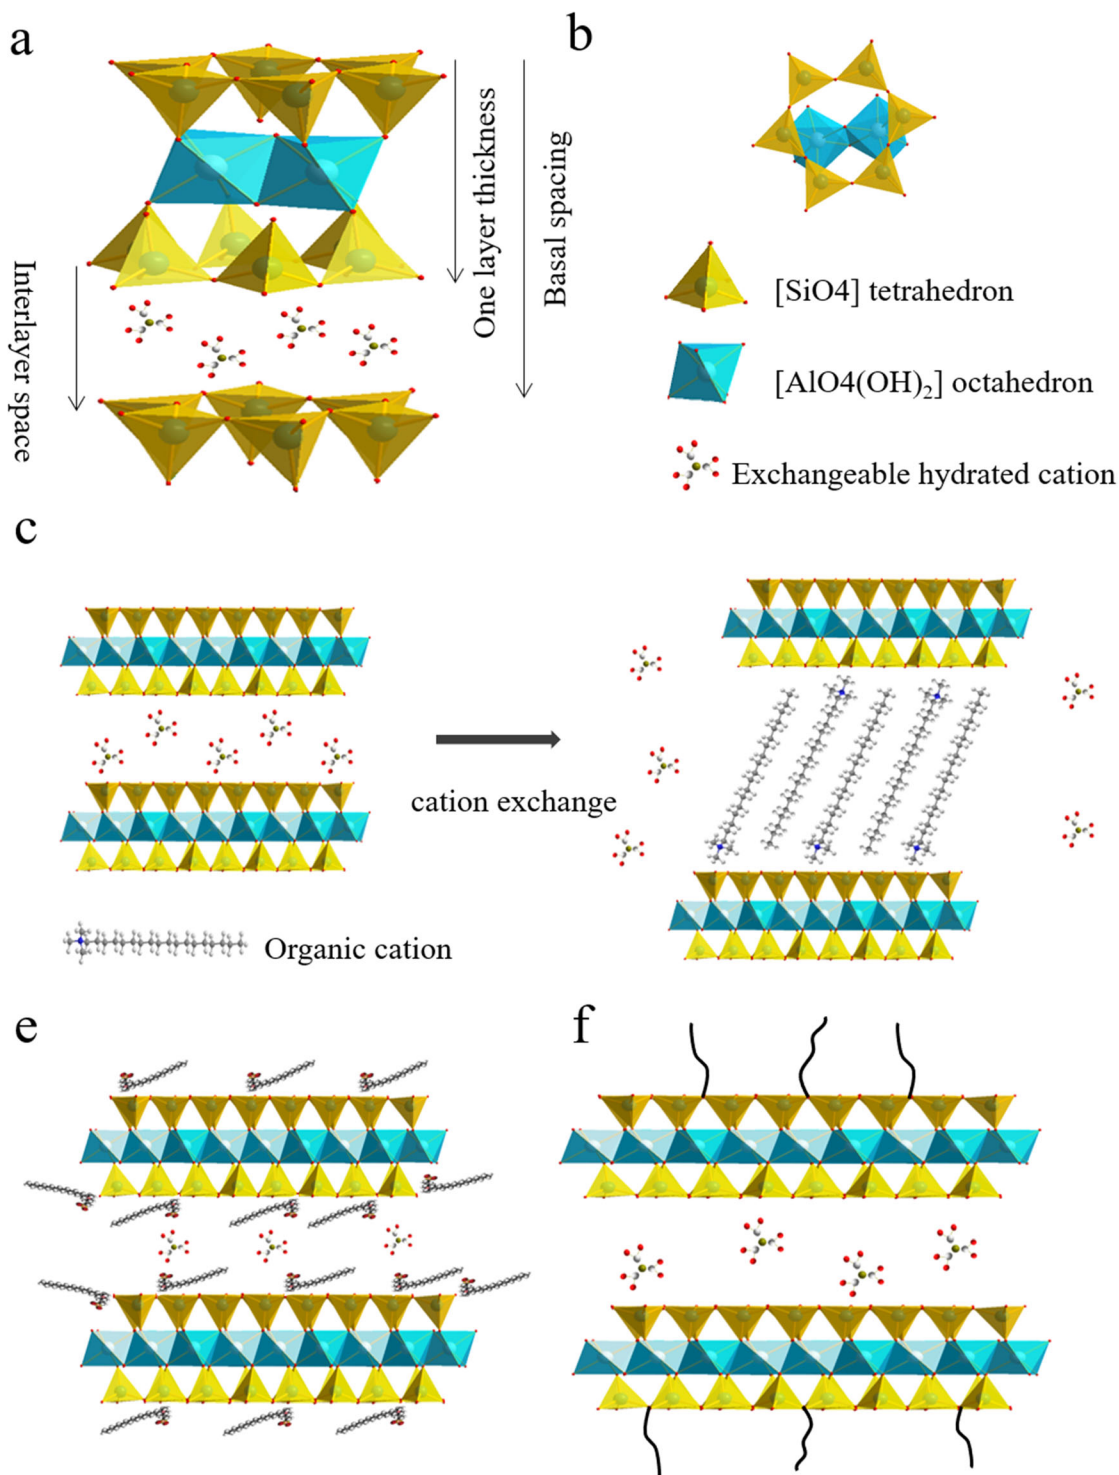 a
b
One layer thickness
Basal spacing
Interlayer space
[SiO4] tetrahedron
[AlO4(OH)₂] octahedron
Exchangeable hydrated cation
c
cation exchange
Organic cation
e
f